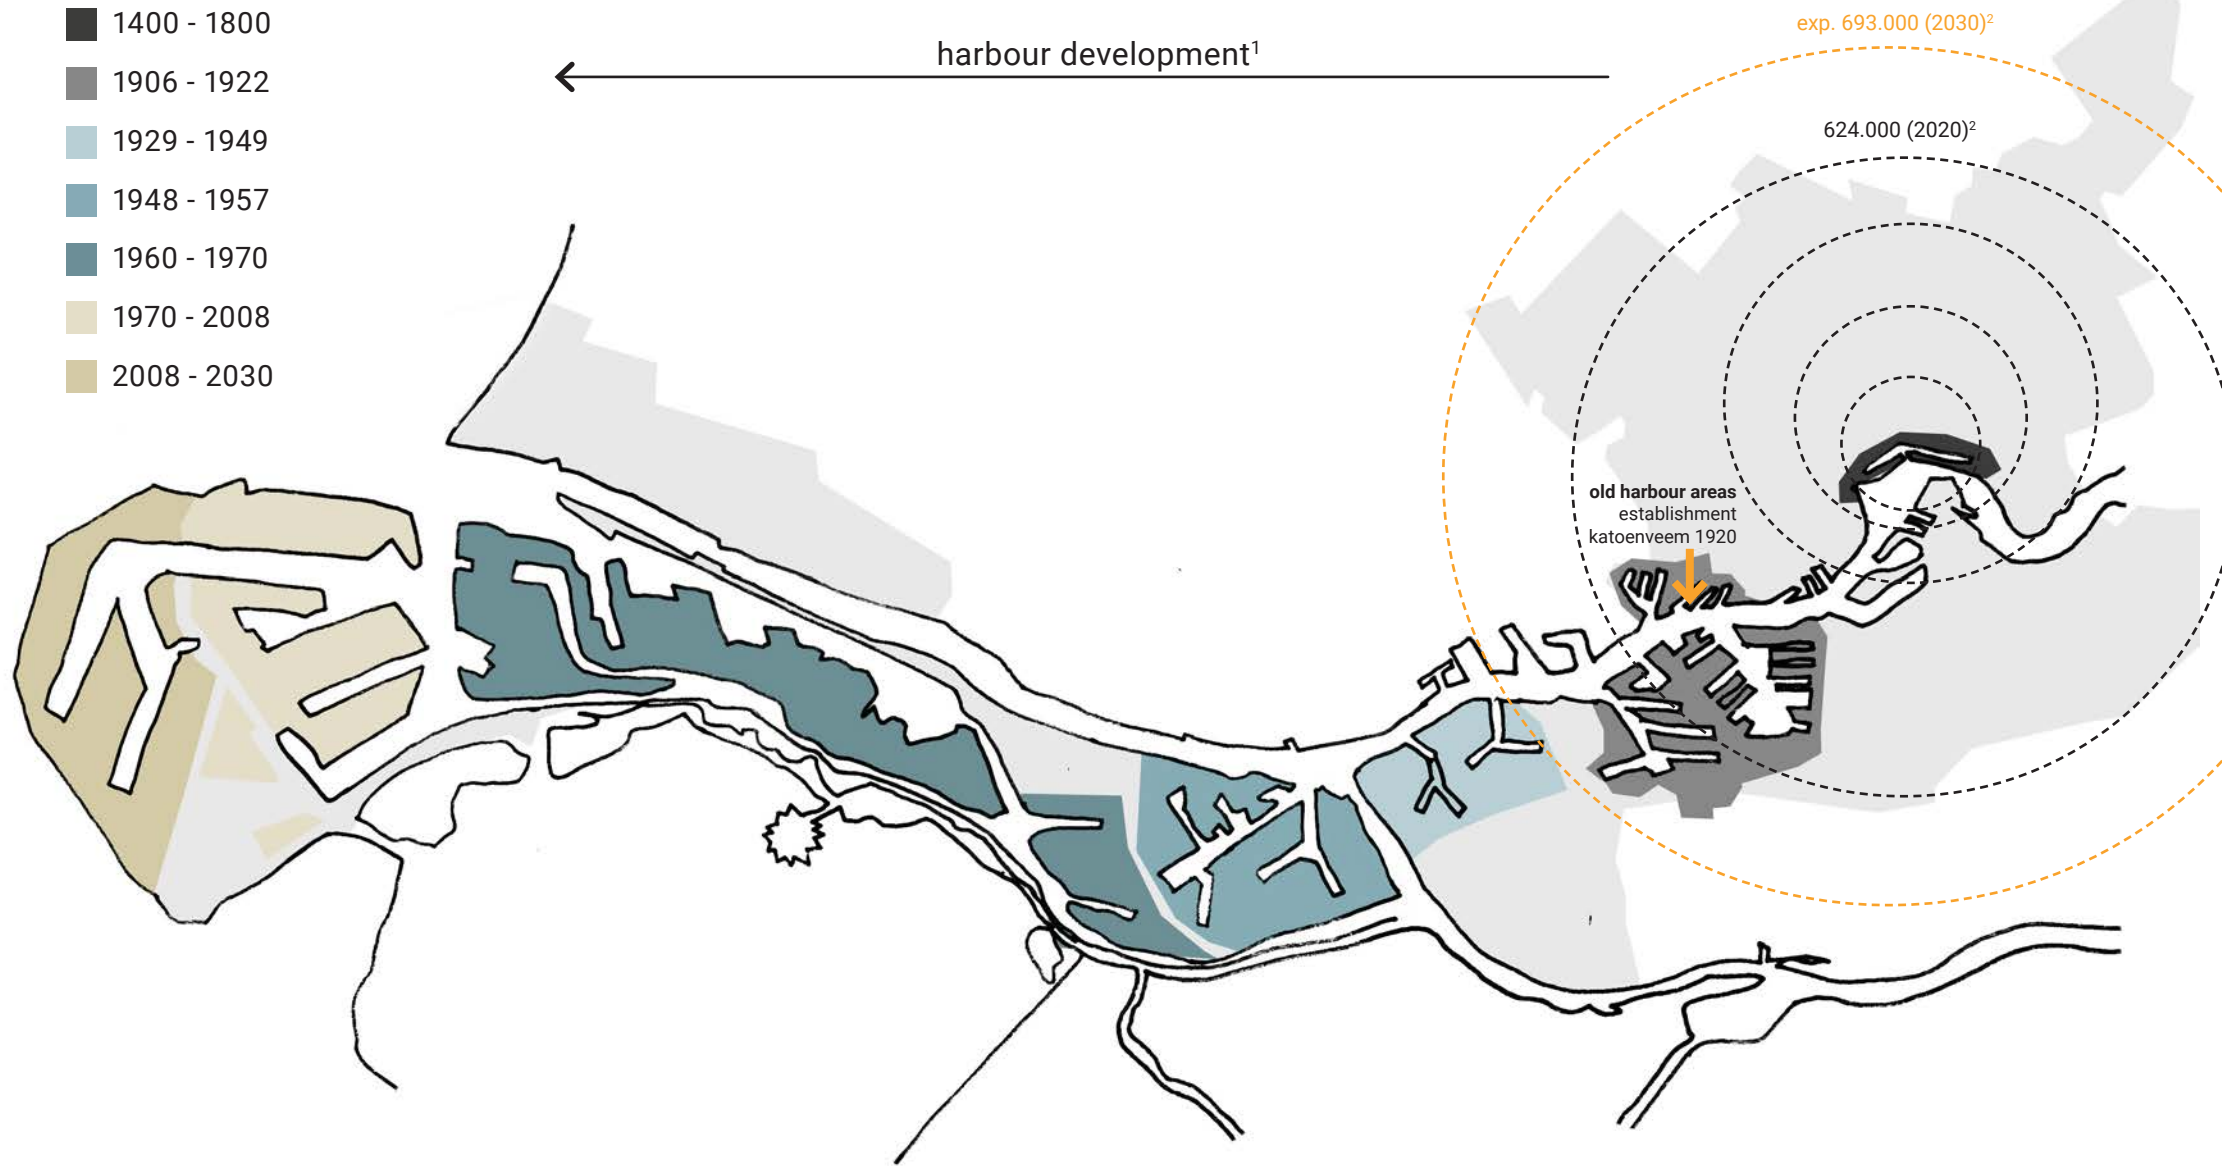 1400 - 1800
1906 - 1922
1929 - 1949
1948 - 1957
1960 - 1970
1970 - 2008
2008 - 2030
harbour development¹
exp. 693.000 (2030)²
624.000 (2020)²
old harbour areas
establishment
katoenveem 1920